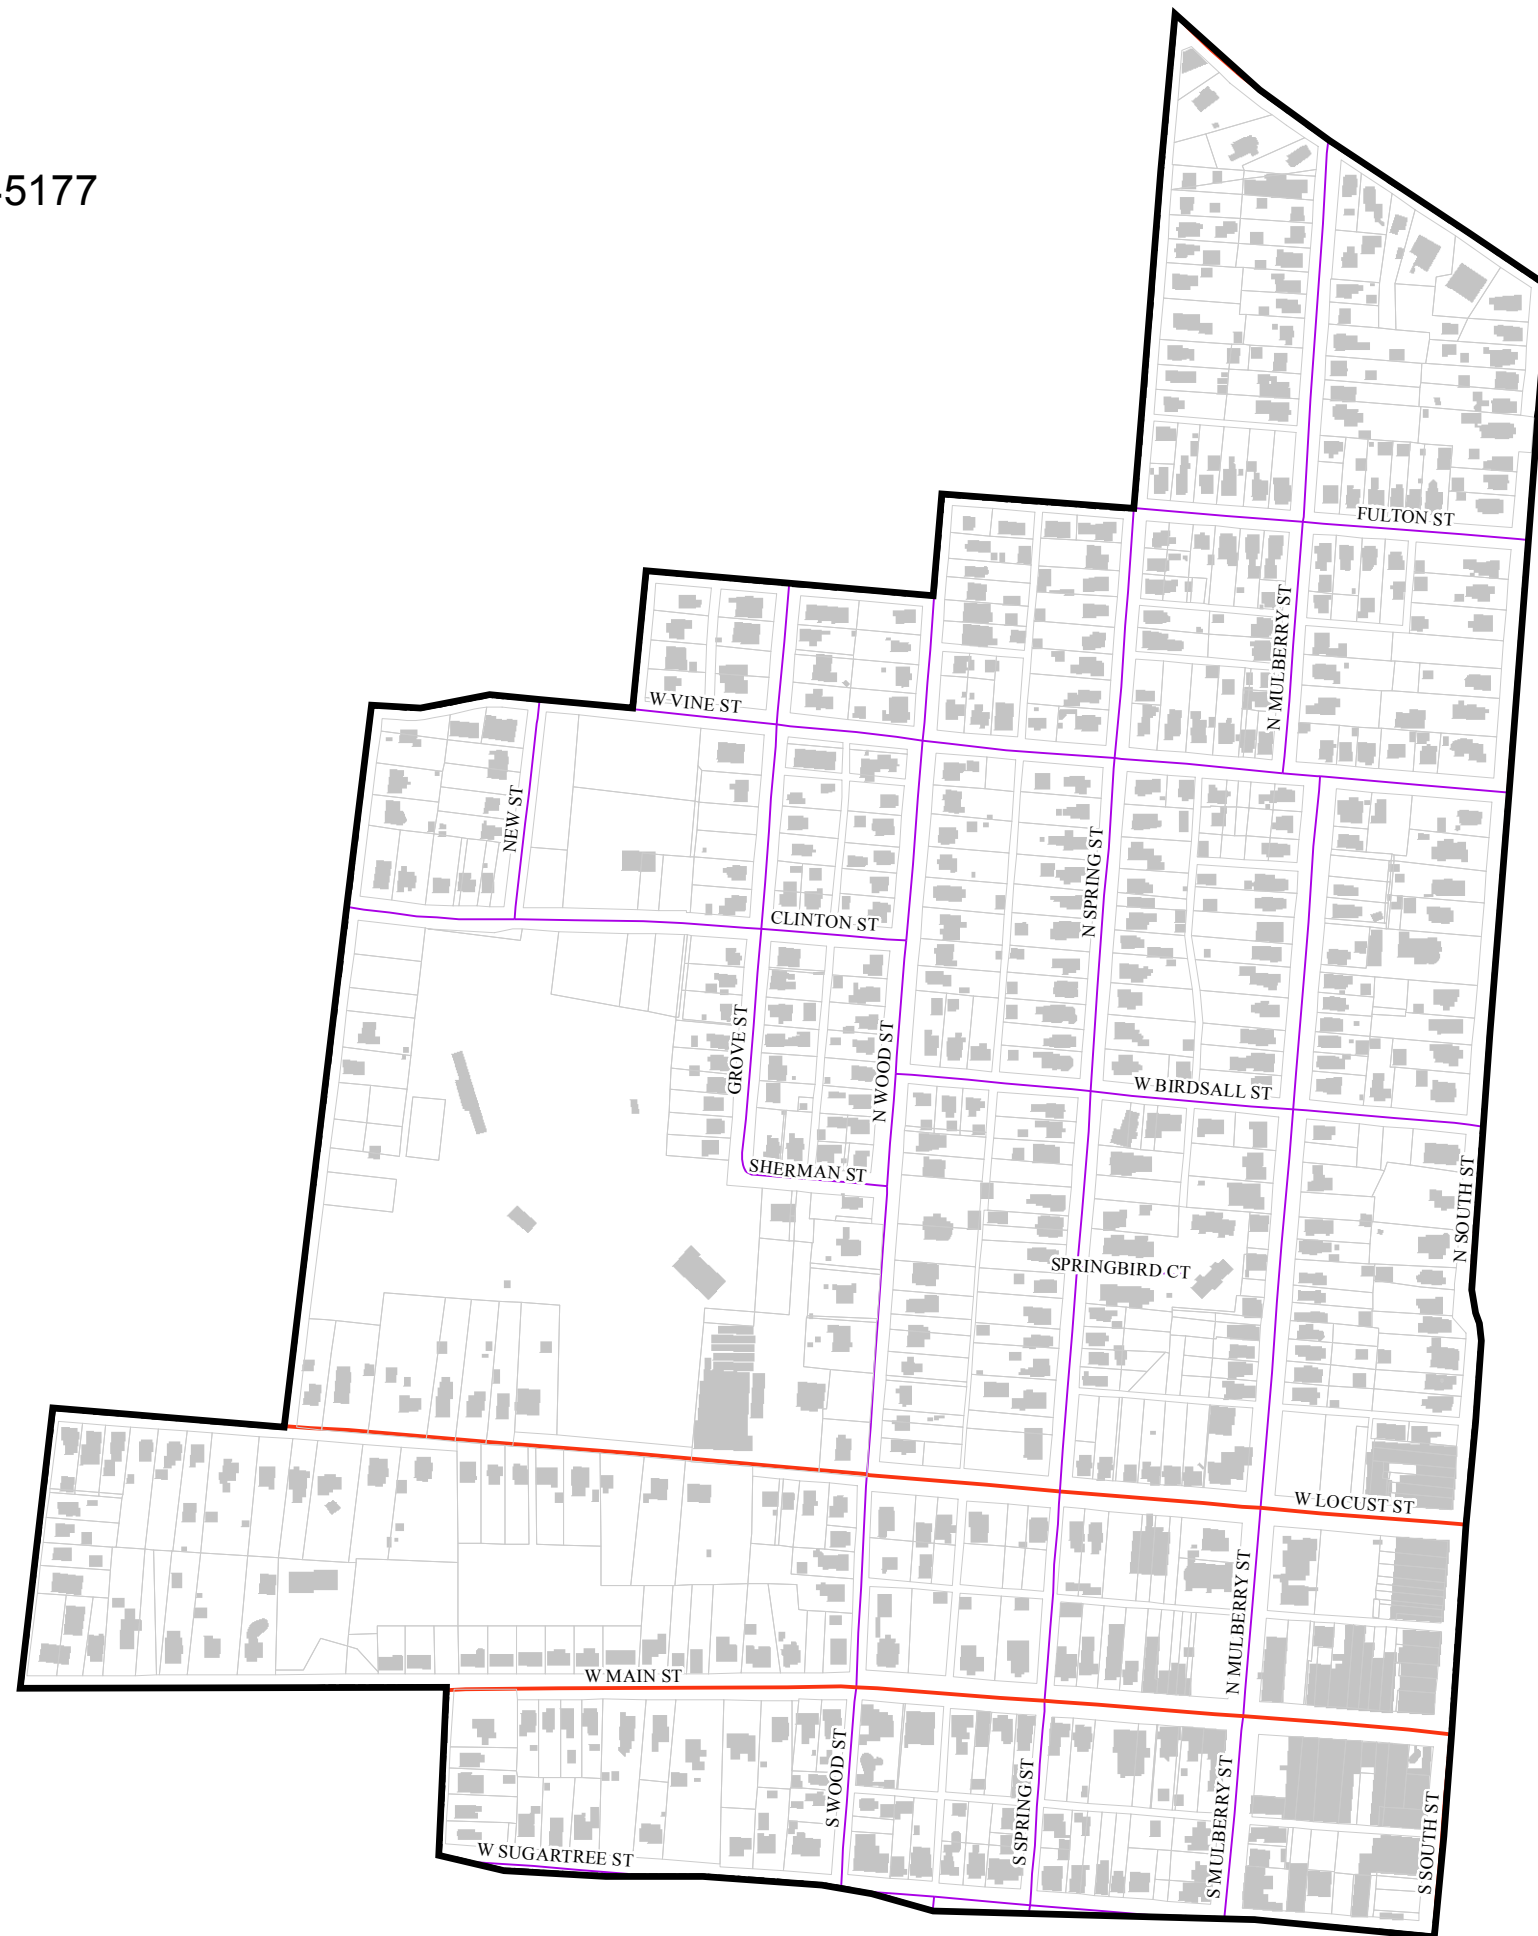 45177
FULTON ST
N MULBERRY ST
W VINE ST
NEW ST
N SPRING ST
CLINTON ST
GROVE ST
N WOOD ST
W BIRDSALL ST
SHERMAN ST
N SOUTH ST
SPRINGBIRD CT
W LOCUST ST
N MULBERRY ST
W MAIN ST
S WOOD ST
S SPRING ST
S MULBERRY ST
S SOUTH ST
W SUGARTREE ST